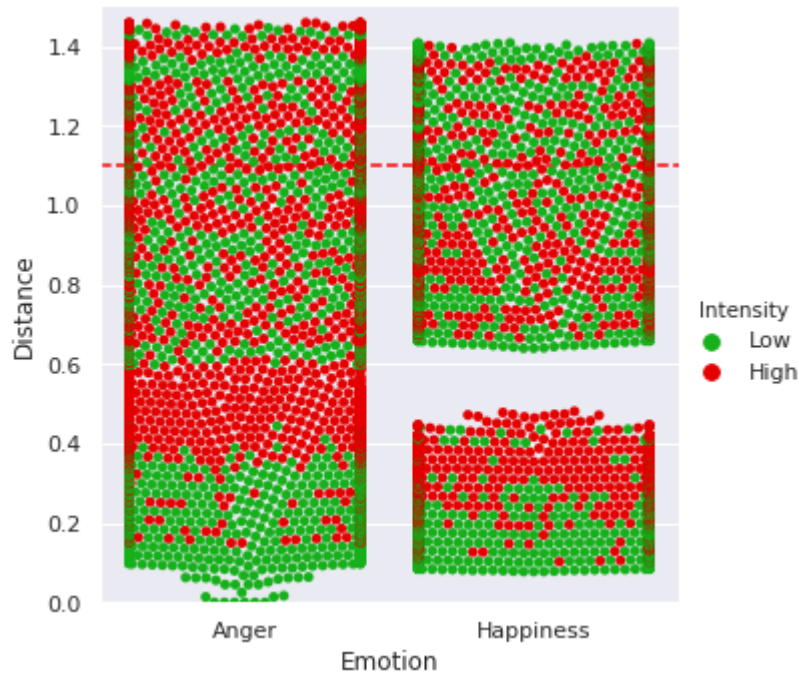 1.4
1.2
1.0
0.8
0.6
0.4
0.2
0.0
Distance
Anger
Happiness
Emotion
Intensity
Low
High